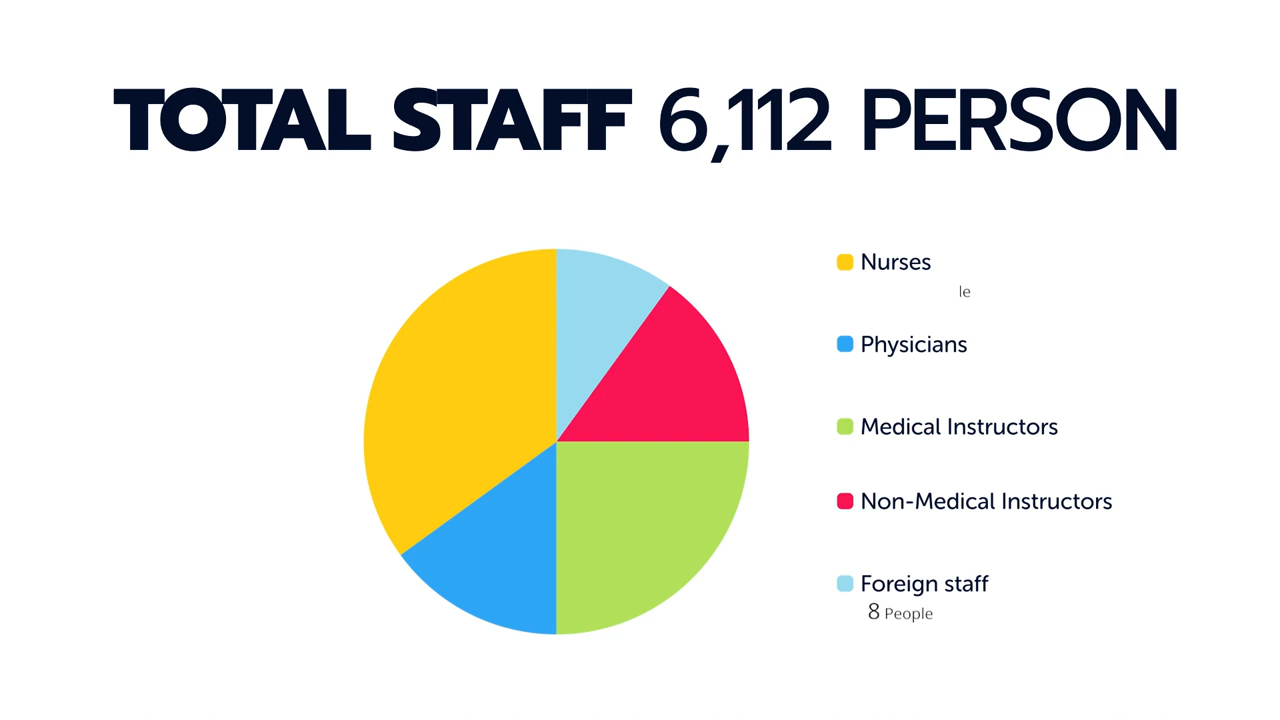 TOTAL STAFF 6,112 PERSON
Nurses
le
Physicians
Medical Instructors
Non-Medical Instructors
Foreign staff
8 People